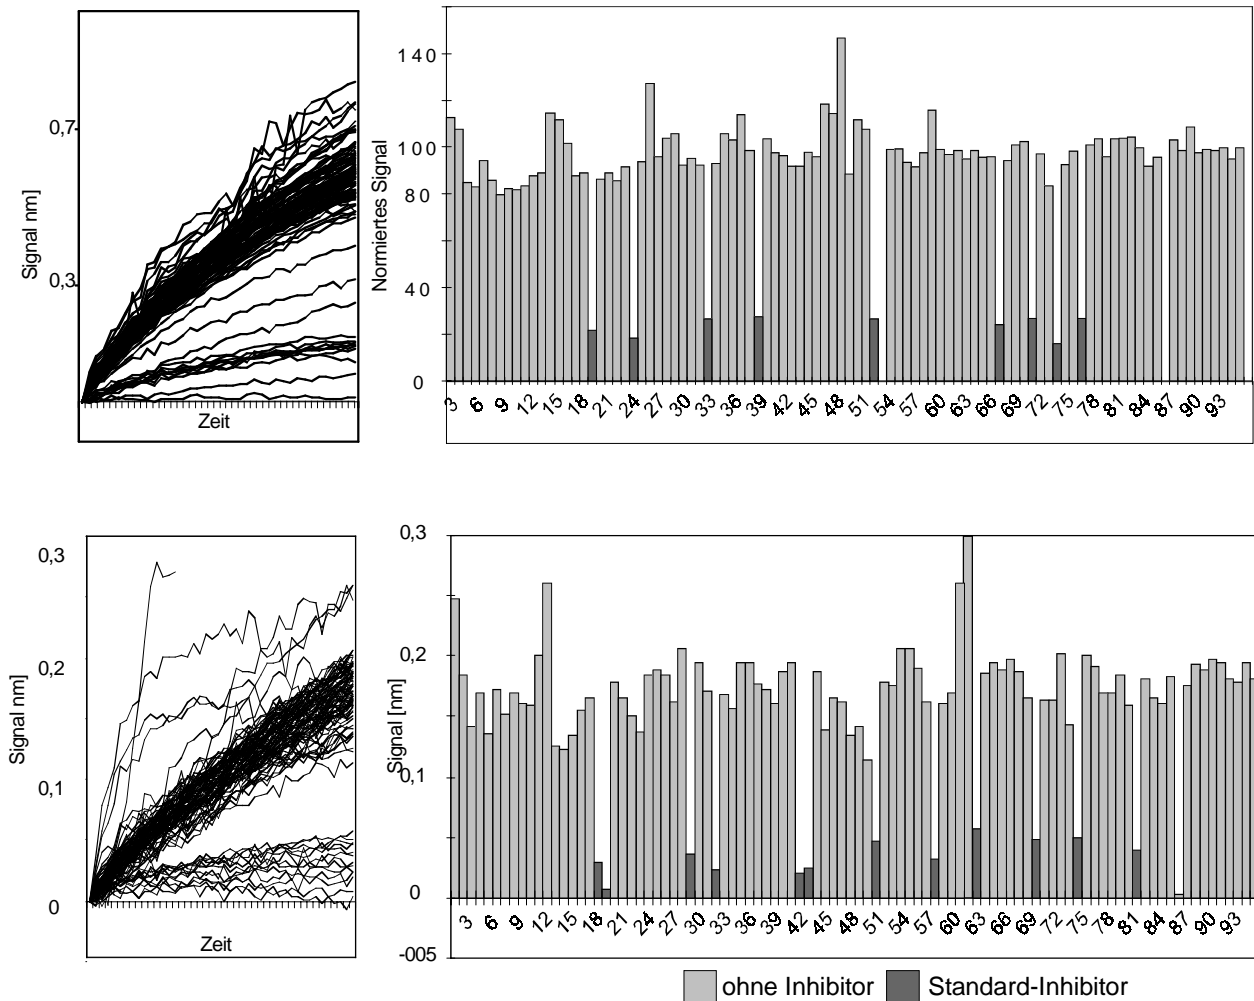 0,7
0,3
Signal nm]
Zeit
140
100
80
40
0
Normiertes Signal
3 6 9 12 15 18 21 24 27 30 33 36 39 42 45 48 51 54 57 60 63 66 69 72 75 78 81 84 87 90 93
0,3
0,2
0,1
0
Signal nm]
Zeit
0,3
0,2
0,1
0
-005
Signal [nm]
3 6 9 12 15 18 21 24 27 30 33 36 39 42 45 48 51 54 57 60 63 66 69 72 75 78 81 84 87 90 93
ohne Inhibitor Standard-Inhibitor